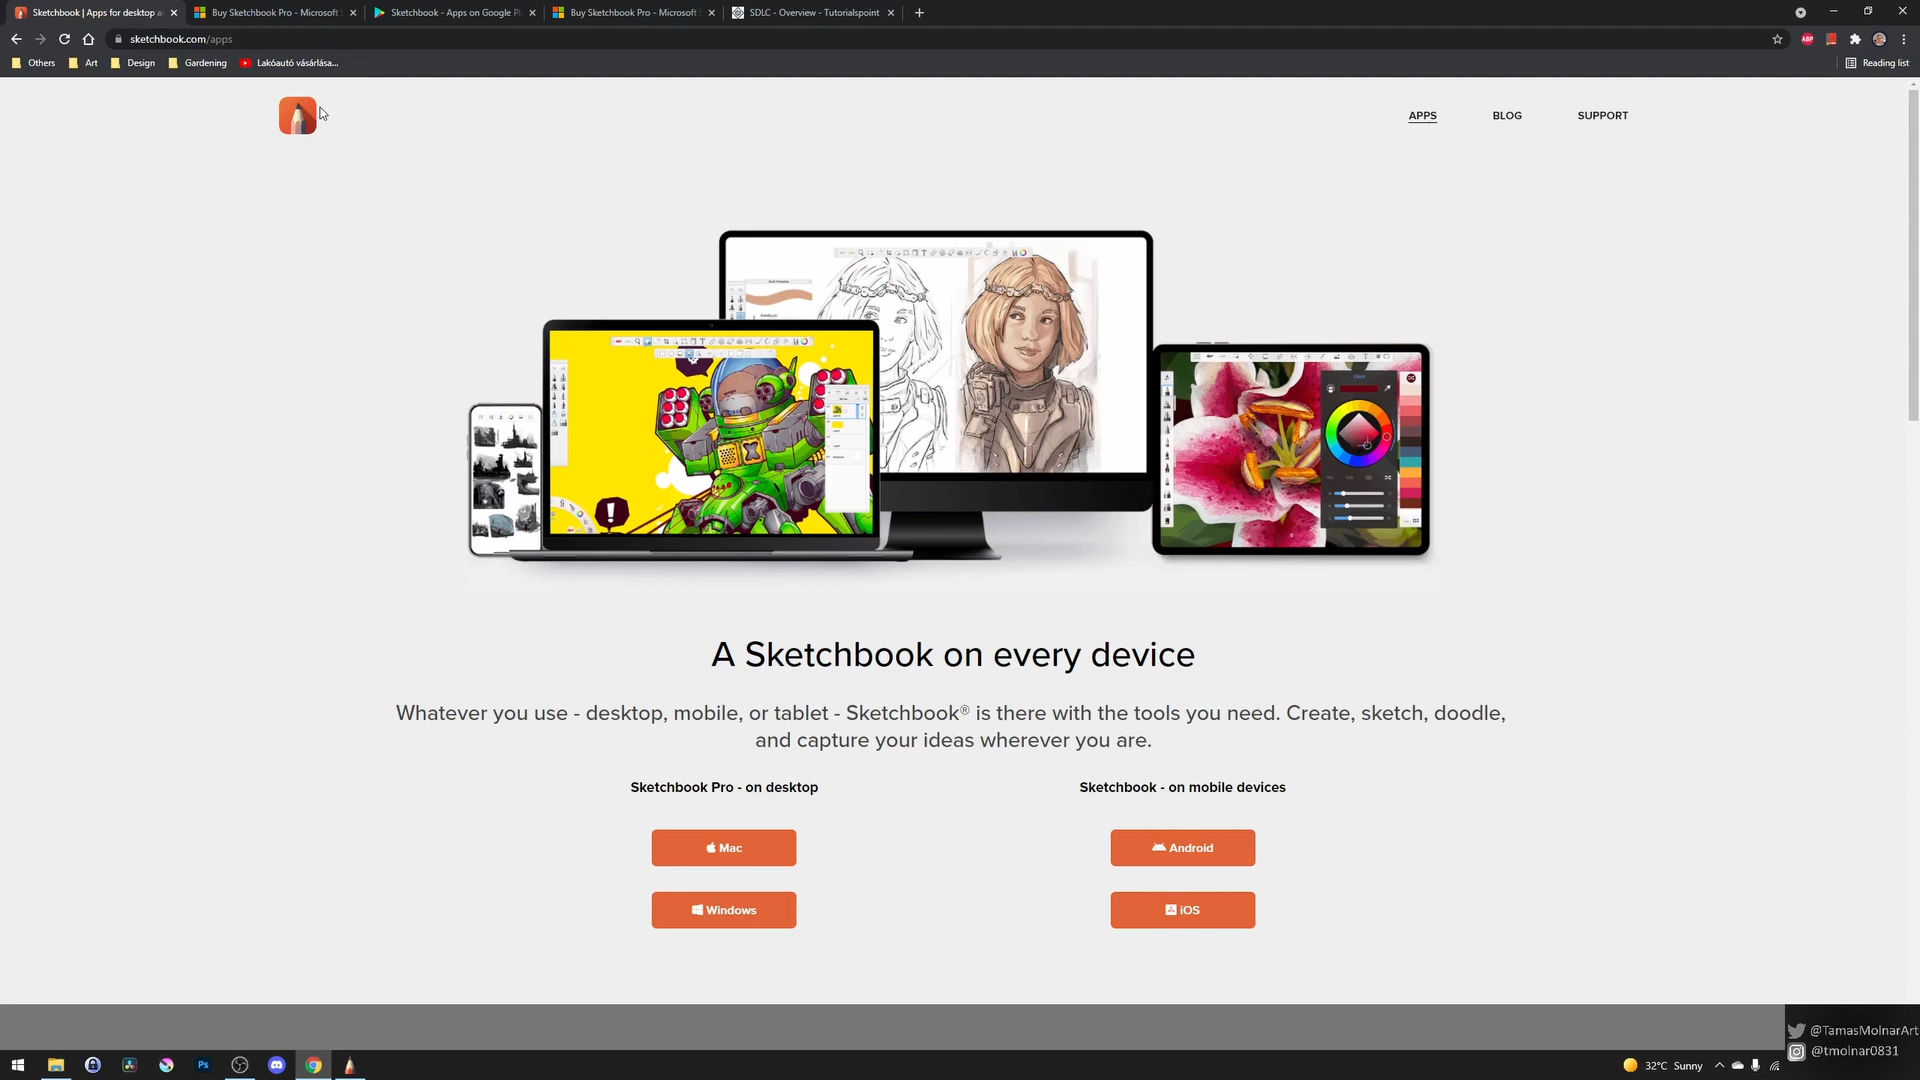 Sketchbook | Apps for desktop a
Buy Sketchbook Pro - Microsoft
Sketchbook - Apps on Google Pl
Buy Sketchbook Pro - Microsoft
SDLC - Overview - Tutorialspoint
sketchbook.com/apps
ABP
Others
Art
Design
Gardening
Lakóautó vásárlása...
Reading list
APPS
BLOG
SUPPORT
A Sketchbook on every device
Whatever you use - desktop, mobile, or tablet - Sketchbook® is there with the tools you need. Create, sketch, doodle,
and capture your ideas wherever you are.
Sketchbook Pro - on desktop
Sketchbook - on mobile devices
Mac
Android
Windows
iOS
@TamasMolnarArt
@tmolnar0831
Ps
32°C Sunny